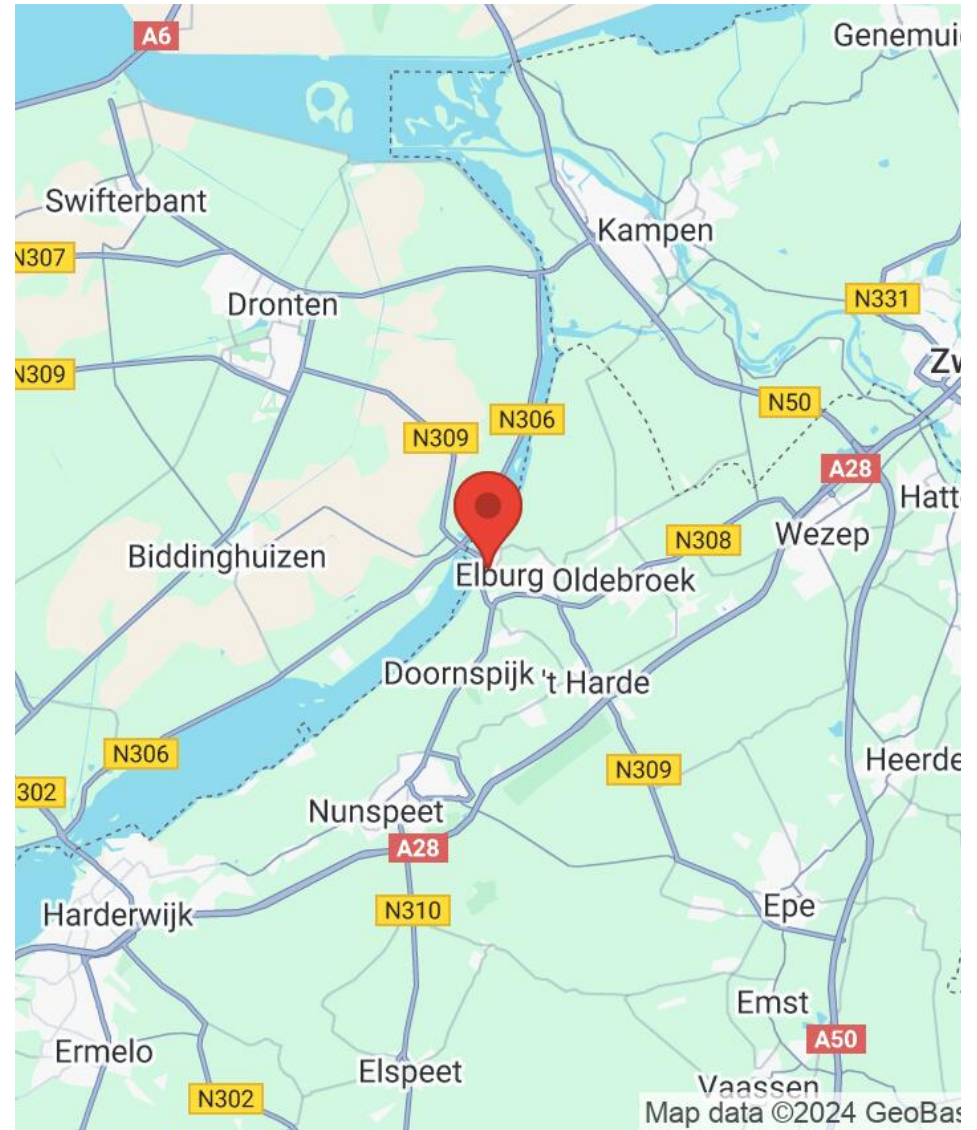 A6
Genemui
Swifterbant
Kampen
N307
Dronten
N331
N309
Zw
N50
N306
N309
A28
Hatt
Wezep
N308
Biddinghuizen
Elburg
Oldebroek
Doornspijk
't Harde
N306
N309
Heerde
302
Nunspeet
A28
Epe
N310
Harderwijk
Emst
A50
Ermelo
Elspeet
Vaassen
N302
Map data ©2024 GeoBas